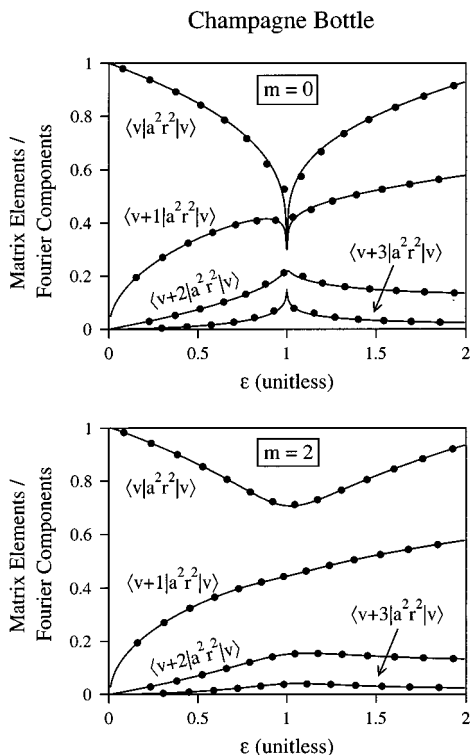 Champagne Bottle
Matrix Elements /
Fourier Components
1
0.8
0.6
0.4
0.2
0
m = 0
⟨v|a²r²|v⟩
⟨v+1|a²r²|v⟩
⟨v+2|a²r²|v⟩
⟨v+3|a²r²|v⟩
0 0.5 1 1.5 2
ε (unitless)
Matrix Elements /
Fourier Components
1
0.8
0.6
0.4
0.2
0
m = 2
⟨v|a²r²|v⟩
⟨v+1|a²r²|v⟩
⟨v+2|a²r²|v⟩
⟨v+3|a²r²|v⟩
0 0.5 1 1.5 2
ε (unitless)